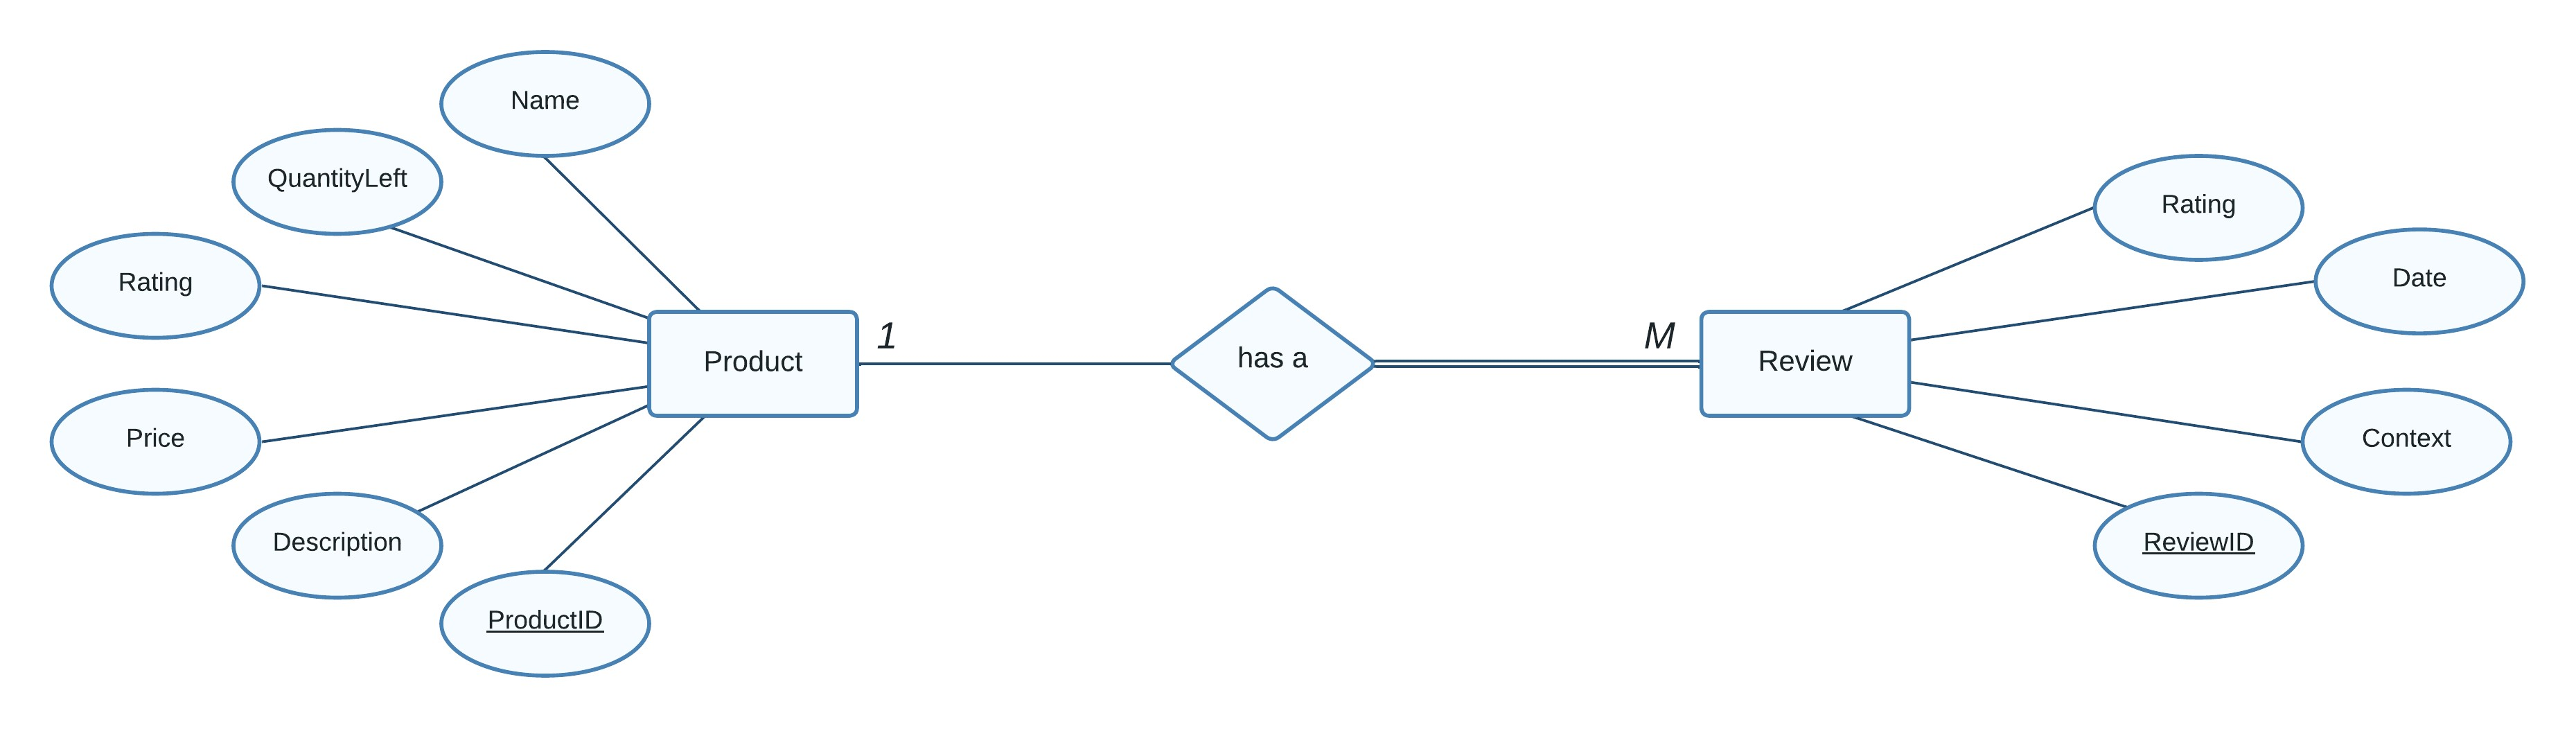 Name
QuantityLeft
Rating
Price
Description
ProductID
Product
1
has a
M
Review
Rating
Date
Context
ReviewID